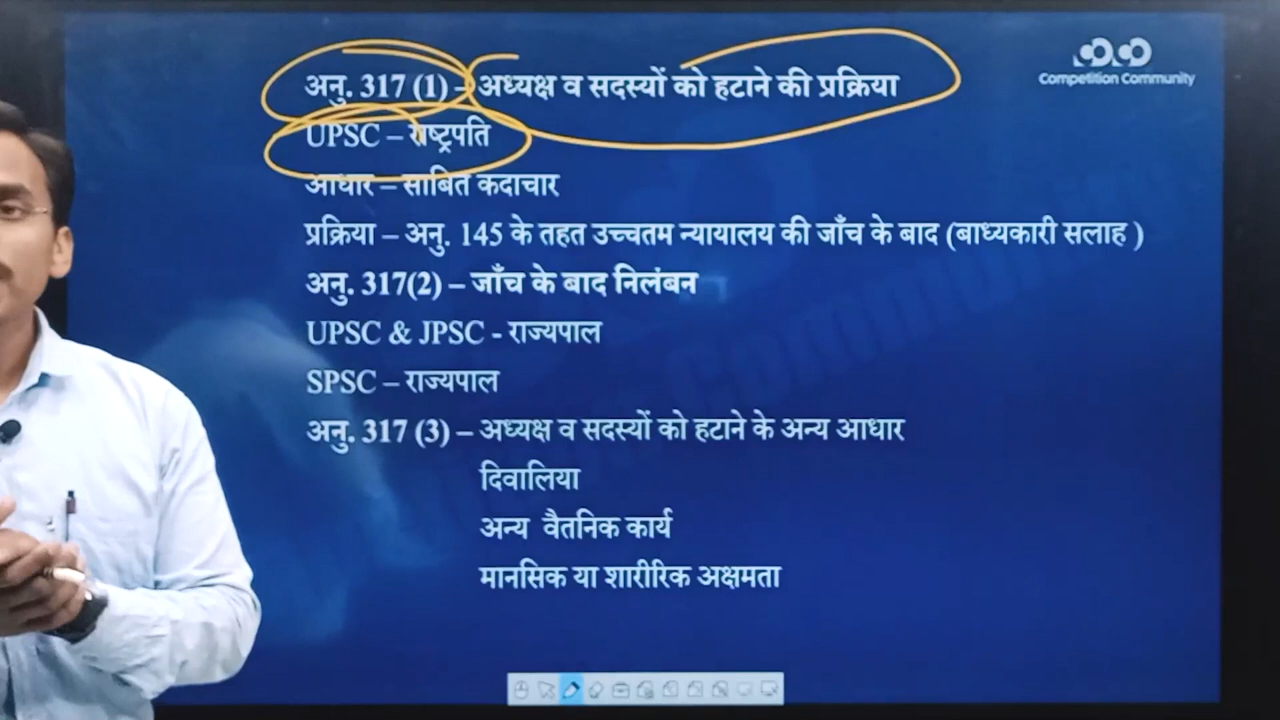 अनु. 317 (1) – अध्यक्ष व सदस्यों को हटाने की प्रक्रिया
Competition Community
UPSC – राष्ट्रपति
आधार – साबित कदाचार
प्रक्रिया – अनु. 145 के तहत उच्चतम न्यायालय की जाँच के बाद (बाध्यकारी सलाह )
अनु. 317(2) – जाँच के बाद निलंबन
UPSC & JPSC - राज्यपाल
SPSC – राज्यपाल
अनु. 317 (3) – अध्यक्ष व सदस्यों को हटाने के अन्य आधार
दिवालिया
अन्य वैतनिक कार्य
मानसिक या शारीरिक अक्षमता